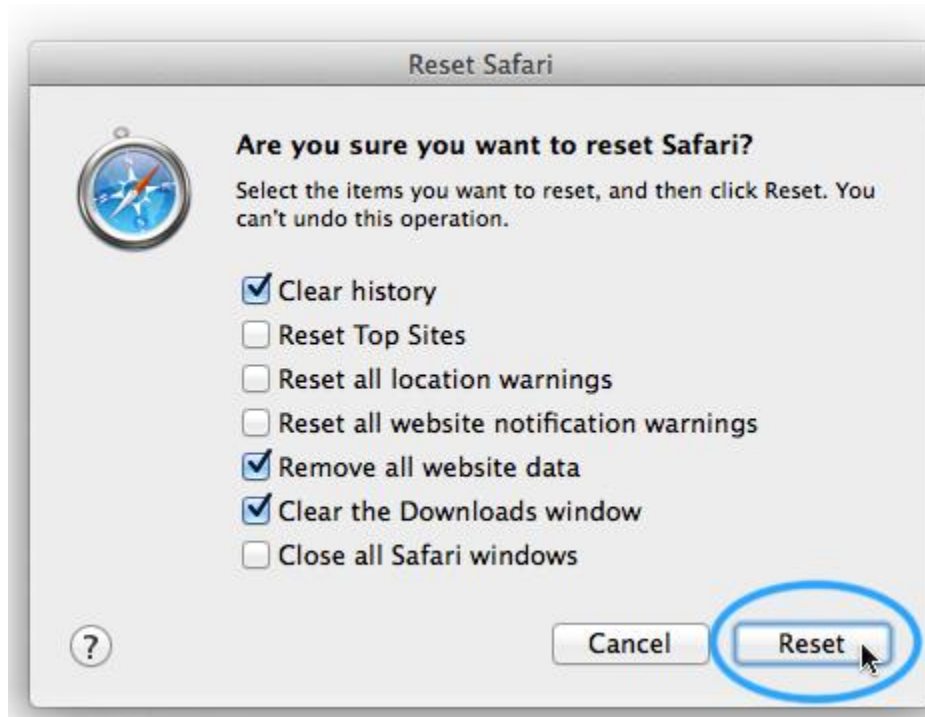 Reset Safari
Are you sure you want to reset Safari?
Select the items you want to reset, and then click Reset. You
can't undo this operation.
Clear history
Reset Top Sites
Reset all location warnings
Reset all website notification warnings
Remove all website data
Clear the Downloads window
Close all Safari windows
? Cancel Reset